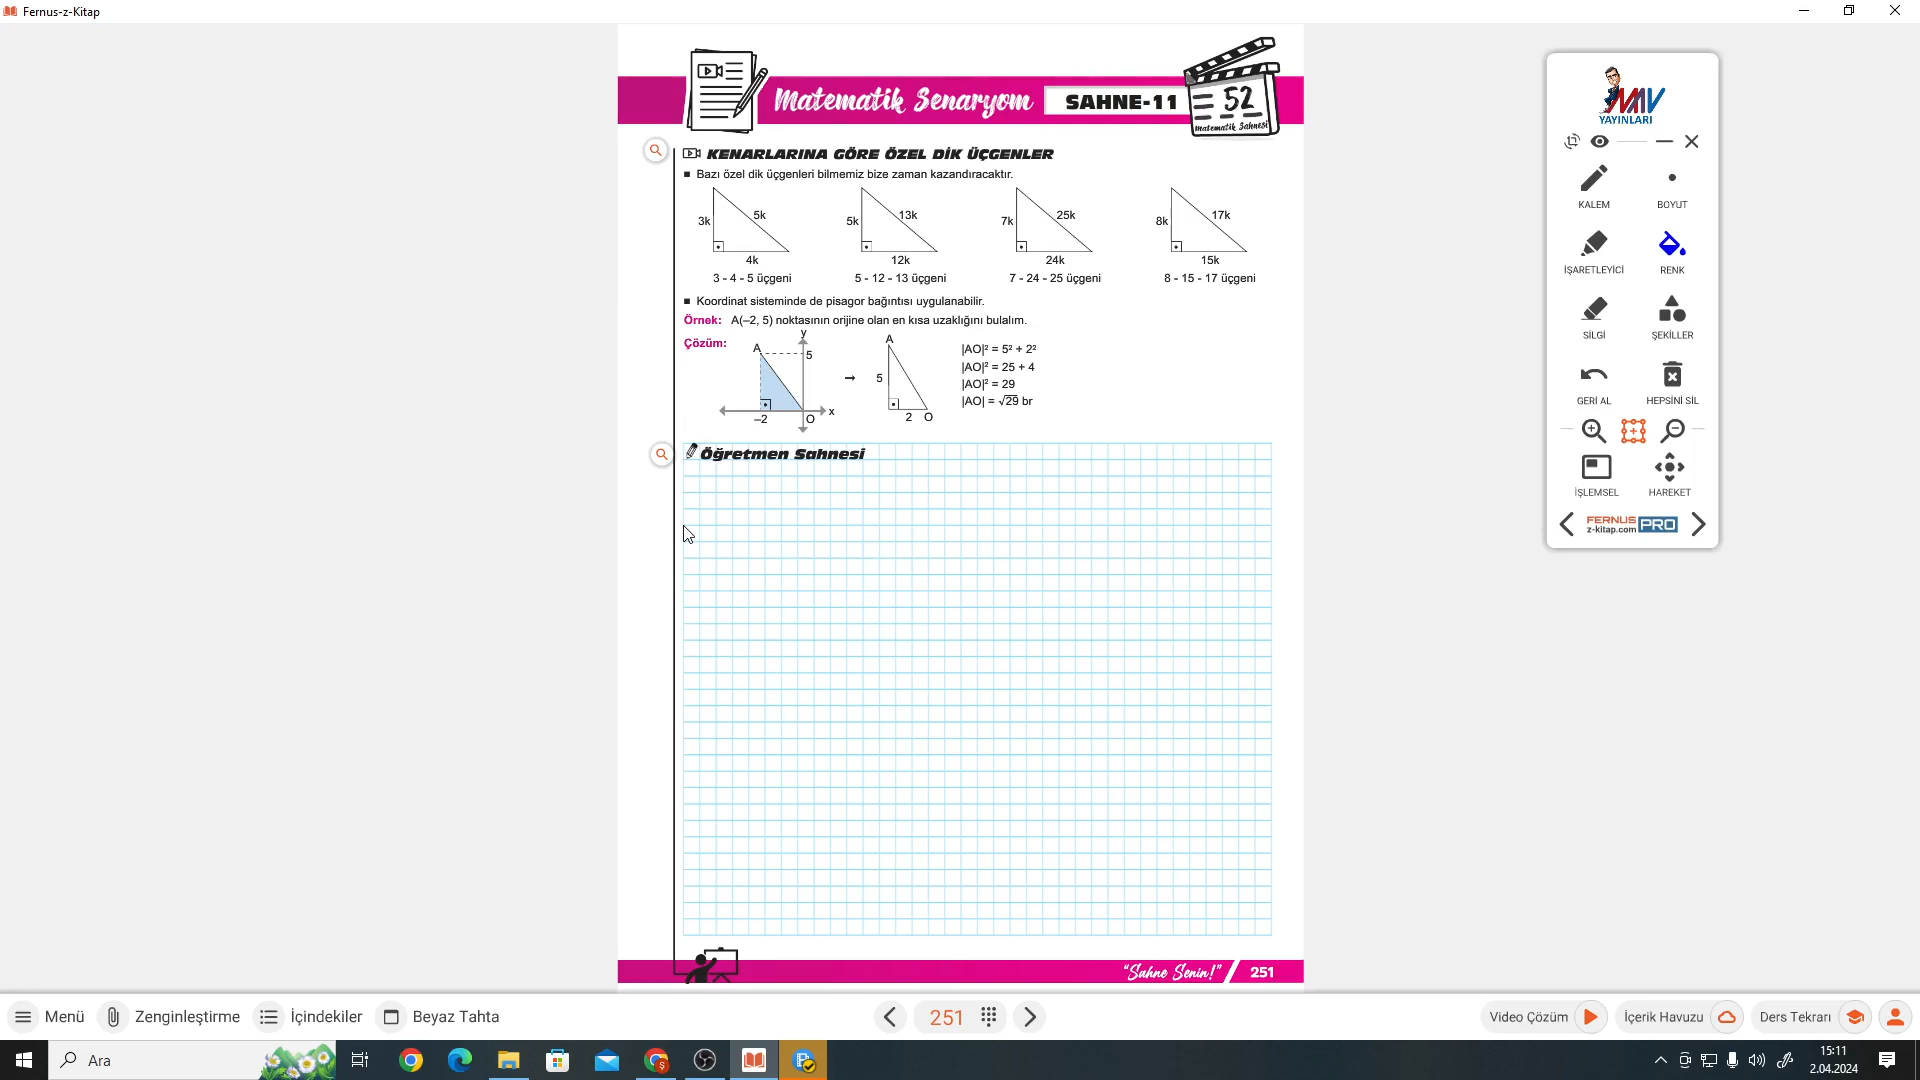 Fernus-z-Kitap
Matematik Senaryom
SAHNE-11
52
Matematik Sahnesi
KENARLARINA GÖRE ÖZEL DİK ÜÇGENLER
■ Bazı özel dik üçgenleri bilmemiz bize zaman kazandıracaktır.
3k 5k 4k
3 - 4 - 5 üçgeni
5k 13k 12k
5 - 12 - 13 üçgeni
7k 25k 24k
7 - 24 - 25 üçgeni
8k 17k 15k
8 - 15 - 17 üçgeni
■ Koordinat sisteminde de pisagor bağıntısı uygulanabilir.
Örnek: A(–2, 5) noktasının orijine olan en kısa uzaklığını bulalım.
Çözüm:
A y 5 x –2 O
→
A 5 2 O
|AO|² = 5² + 2²
|AO|² = 25 + 4
|AO|² = 29
|AO| = √29 br
Öğretmen Sahnesi
"Sahne Senin!"
251
MAV
YAYINLARI
KALEM
BOYUT
İŞARETLEYİCİ
RENK
SİLGİ
ŞEKİLLER
GERİ AL
HEPSİNİ SİL
İŞLEMSEL
HAREKET
FERNUS
z-kitap.com
PRO
Menü
Zenginleştirme
İçindekiler
Beyaz Tahta
251
Video Çözüm
İçerik Havuzu
Ders Tekrarı
Ara
15:11
2.04.2024